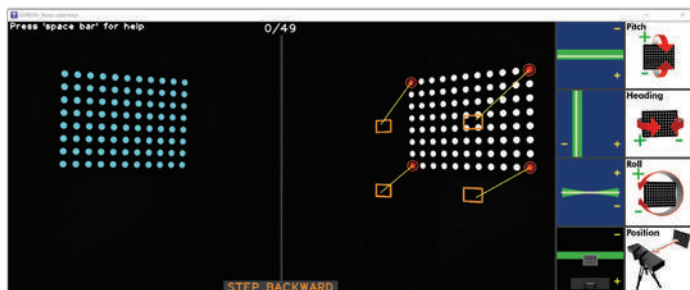 Press 'space bar' for help
0/49
Pitch
Heading
Roll
Position
STEP BACKWARD